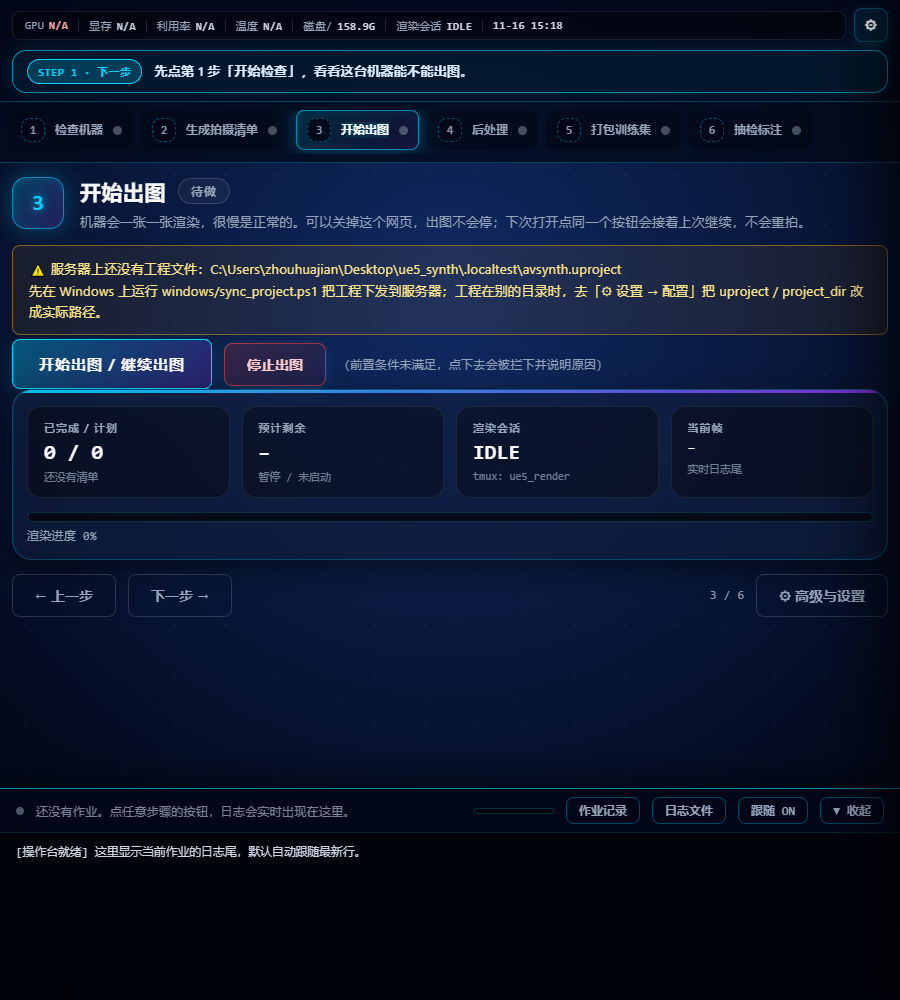 GPU N/A 显存 N/A 利用率 N/A 温度 N/A 磁盘/ 158.9G 渲染会话 IDLE 11-16 15:18
STEP 1 · 下一步 先点第 1 步「开始检查」，看看这台机器能不能出图。
1 检查机器 2 生成拍摄清单 3 开始出图 4 后处理 5 打包训练集 6 抽检标注
3 开始出图 待做
机器会一张一张渲染，很慢是正常的。可以关掉这个网页，出图不会停；下次打开点同一个按钮会接着上次继续，不会重拍。
⚠ 服务器上还没有工程文件：C:\Users\zhouhuajian\Desktop\ue5_synth\.localtest\avsynth.uproject
先在 Windows 上运行 windows/sync_project.ps1 把工程下发到服务器；工程在别的目录时，去「⚙ 设置 → 配置」把 uproject / project_dir 改
成实际路径。
开始出图 / 继续出图 停止出图 (前置条件未满足，点下去会被拦下并说明原因)
已完成 / 计划 预计剩余 渲染会话 当前帧
0 / 0 – IDLE –
还没有清单 暂停 / 未启动 tmux: ue5_render 实时日志尾
渲染进度 0%
← 上一步 下一步 → 3 / 6 ⚙ 高级与设置
还没有作业。点任意步骤的按钮，日志会实时出现在这里。 作业记录 日志文件 跟随 ON ▼ 收起
[操作台就绪] 这里显示当前作业的日志尾，默认自动跟随最新行。